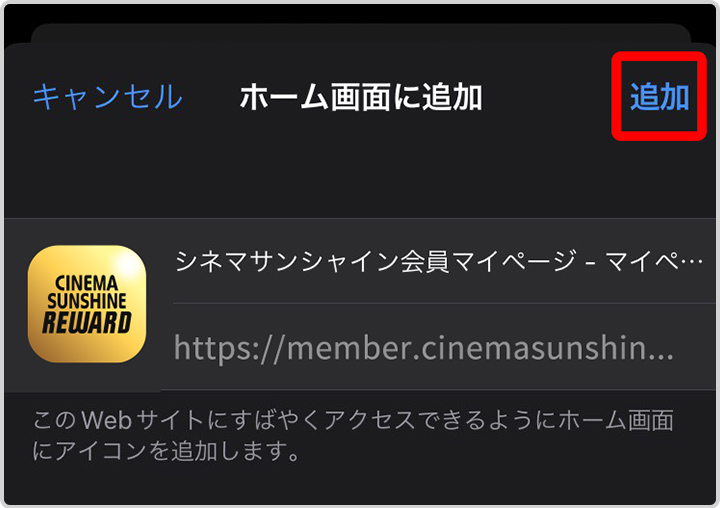 キャンセル ホーム画面に追加 追加
CINEMA
SUNSHINE
REWARD
シネマサンシャイン会員マイページ - マイペ…
https://member.cinemasunshin...
このWebサイトにすばやくアクセスできるようにホーム画面
にアイコンを追加します。